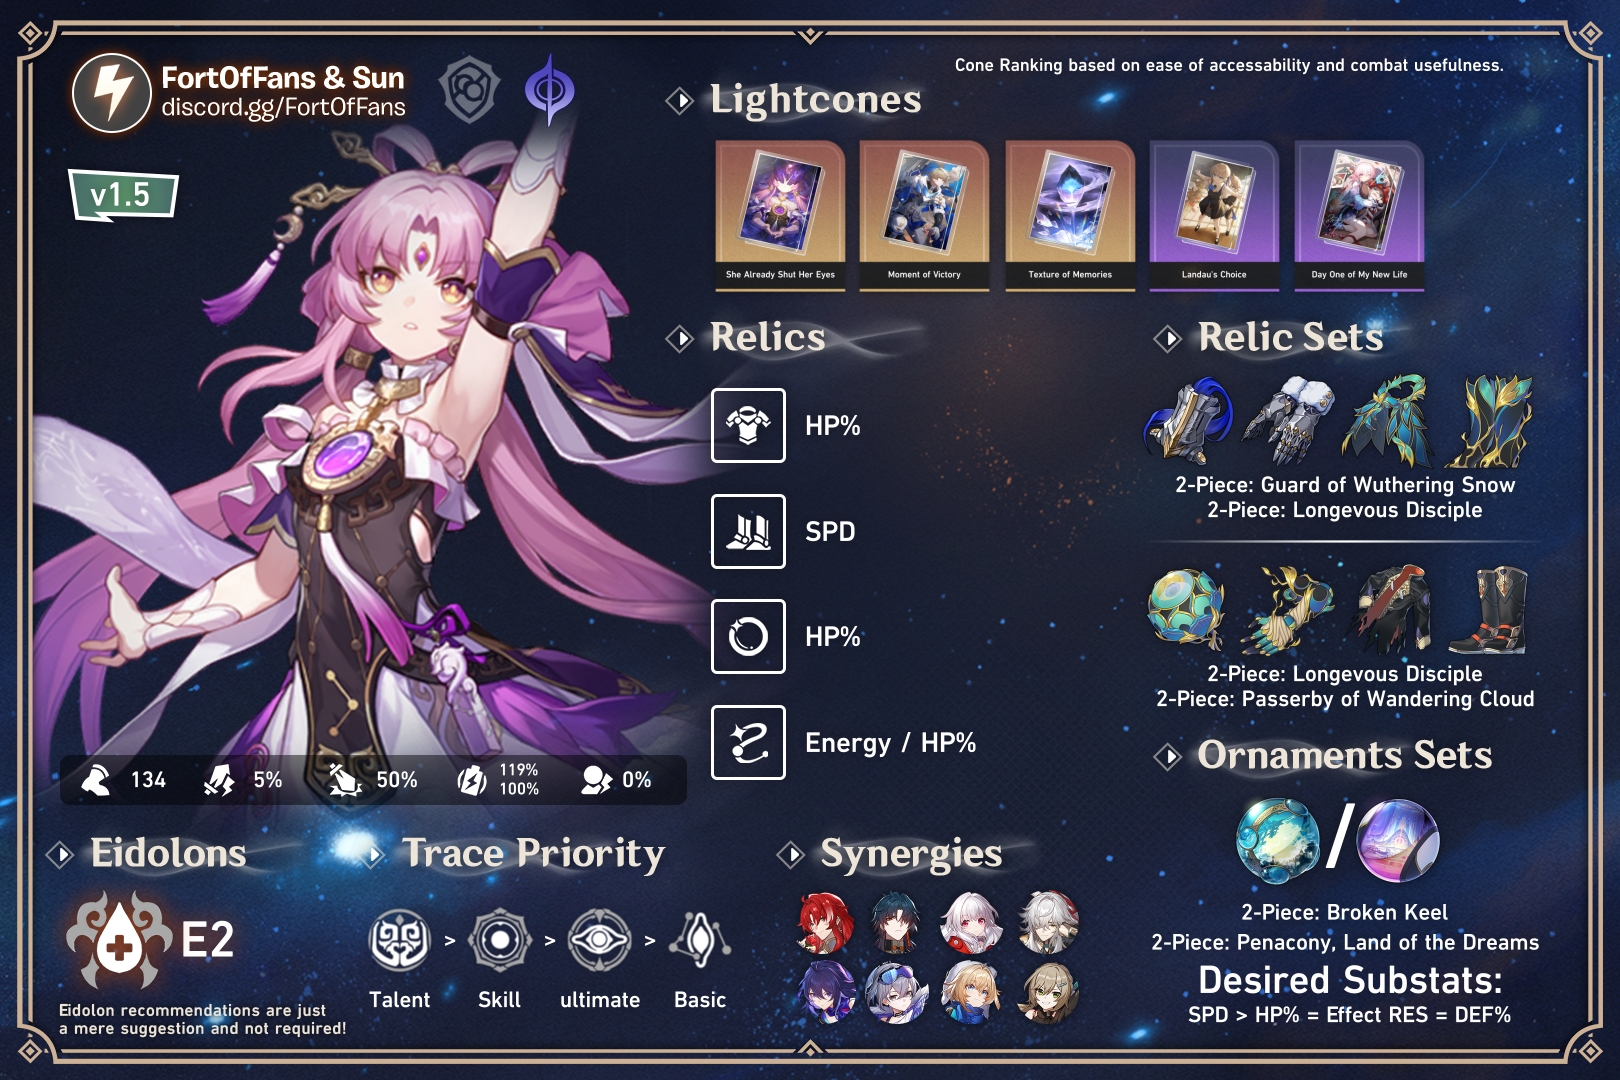 FortOfFans & Sun
discord.gg/FortOfFans
v1.5
Cone Ranking based on ease of accessability and combat usefulness.
Lightcones
She Already Shut Her Eyes
Moment of Victory
Texture of Memories
Landau's Choice
Day One of My New Life
Relics
HP%
SPD
HP%
Energy / HP%
Relic Sets
2-Piece: Guard of Wuthering Snow
2-Piece: Longevous Disciple
2-Piece: Longevous Disciple
2-Piece: Passerby of Wandering Cloud
Ornaments Sets
/
2-Piece: Broken Keel
2-Piece: Penacony, Land of the Dreams
Desired Substats:
SPD > HP% = Effect RES = DEF%
134
5%
50%
119%
100%
0%
Eidolons
E2
Eidolon recommendations are just
a mere suggestion and not required!
Trace Priority
> > >
Talent Skill ultimate Basic
Synergies